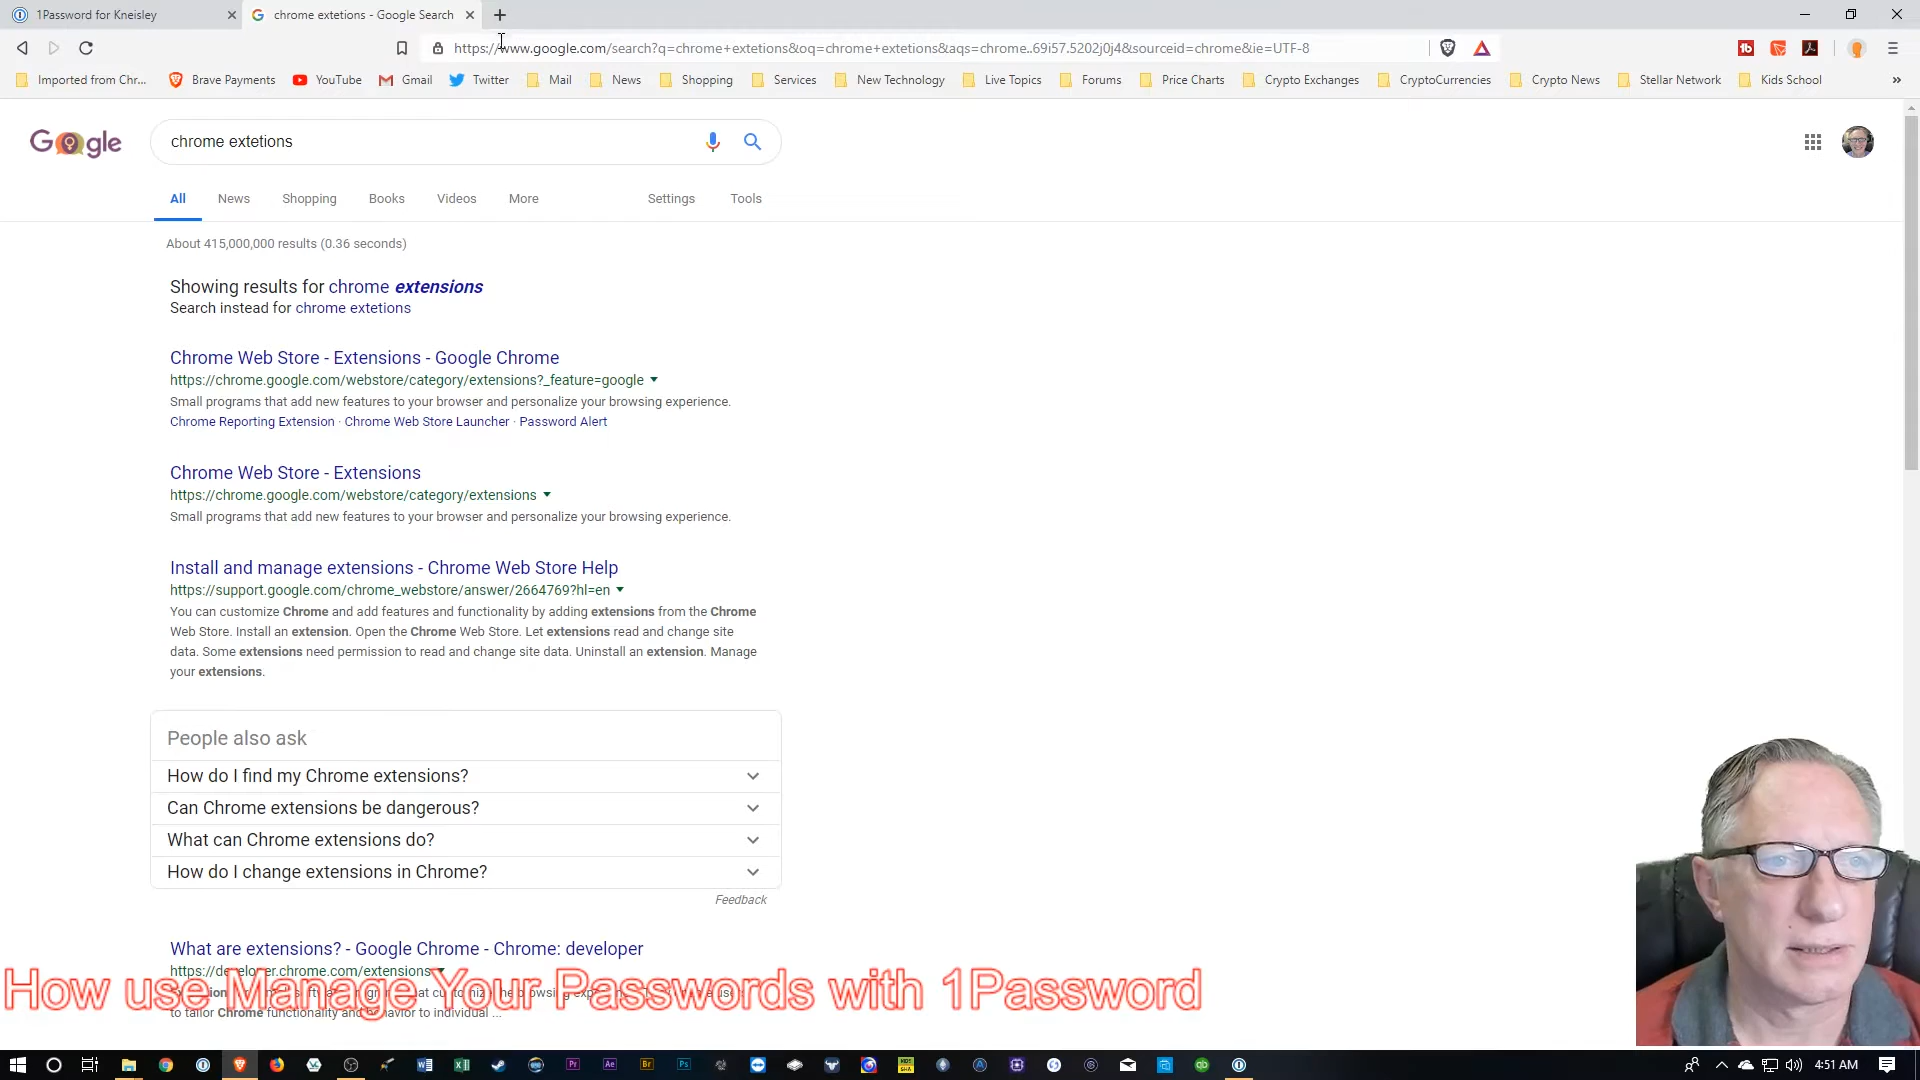 1Password for Kneisley
chrome extetions - Google Search
https://www.google.com/search?q=chrome+extetions&oq=chrome+extetions&aqs=chrome..69i57.5202j0j4&sourceid=chrome&ie=UTF-8
Imported from Chr... Brave Payments YouTube Gmail Twitter Mail News Shopping Services New Technology Live Topics Forums Price Charts Crypto Exchanges CryptoCurrencies Crypto News Stellar Network Kids School »
Google
chrome extetions
All News Shopping Books Videos More Settings Tools
About 415,000,000 results (0.36 seconds)
Showing results for chrome extensions
Search instead for chrome extetions
Chrome Web Store - Extensions - Google Chrome
https://chrome.google.com/webstore/category/extensions?_feature=google
Small programs that add new features to your browser and personalize your browsing experience.
Chrome Reporting Extension · Chrome Web Store Launcher · Password Alert
Chrome Web Store - Extensions
https://chrome.google.com/webstore/category/extensions
Small programs that add new features to your browser and personalize your browsing experience.
Install and manage extensions - Chrome Web Store Help
https://support.google.com/chrome_webstore/answer/2664769?hl=en
You can customize Chrome and add features and functionality by adding extensions from the Chrome
Web Store. Install an extension. Open the Chrome Web Store. Let extensions read and change site
data. Some extensions need permission to read and change site data. Uninstall an extension. Manage
your extensions.
People also ask
How do I find my Chrome extensions?
Can Chrome extensions be dangerous?
What can Chrome extensions do?
How do I change extensions in Chrome?
Feedback
What are extensions? - Google Chrome - Chrome: developer
https://developer.chrome.com/extensions
How use Manage Your Passwords with 1Password
to tailor Chrome functionality and behavior to individual ...
4:51 AM